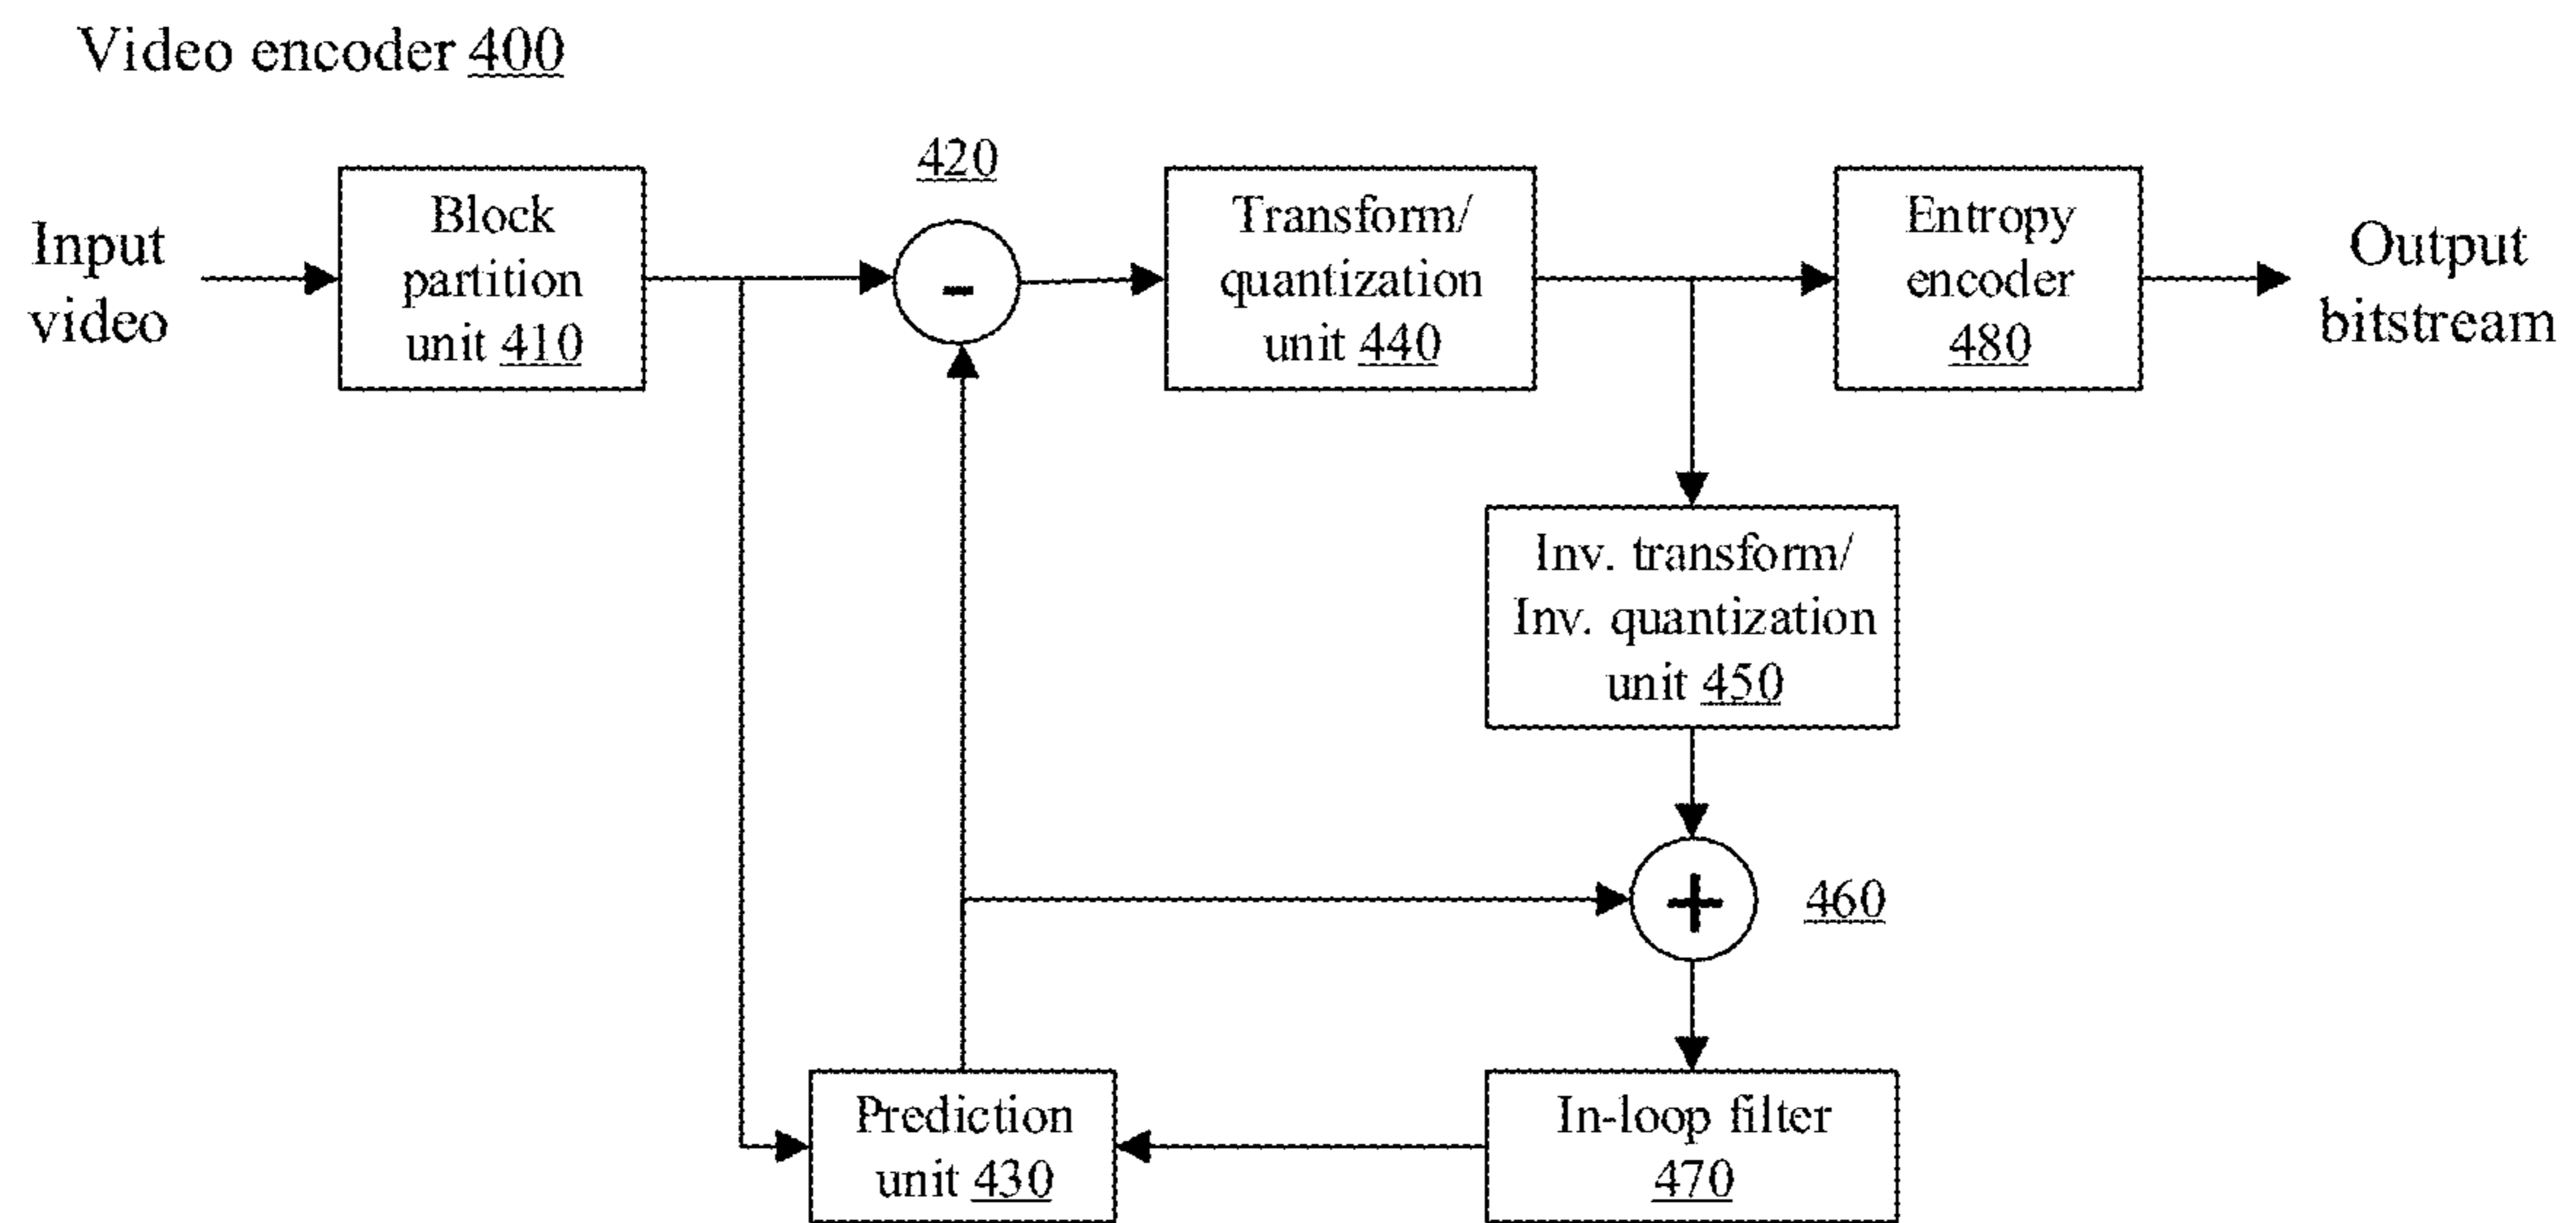 Video encoder 400
420
Input
video
Block
partition
unit 410
-
Transform/
quantization
unit 440
Entropy
encoder
480
Output
bitstream
Inv. transform/
Inv. quantization
unit 450
+
460
Prediction
unit 430
In-loop filter
470